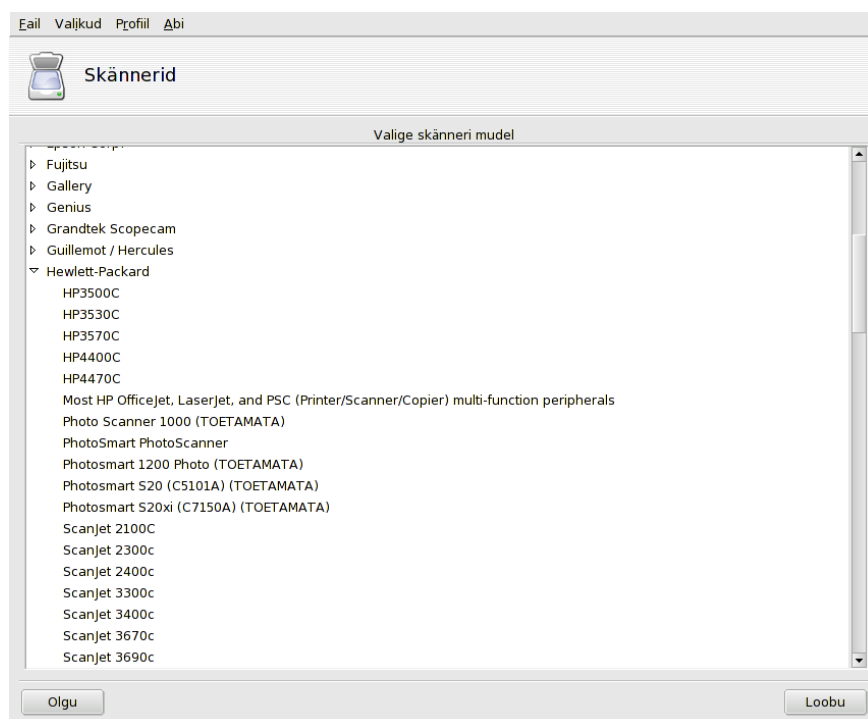 Fail Valikud Profiil Abi
Skännerid
Valige skänneri mudel
Fujitsu
Gallery
Genius
Grandtek Scopecam
Guillemot / Hercules
Hewlett-Packard
HP3500C
HP3530C
HP3570C
HP4400C
HP4470C
Most HP OfficeJet, LaserJet, and PSC (Printer/Scanner/Copier) multi-function peripherals
Photo Scanner 1000 (TOETAMATA)
PhotoSmart PhotoScanner
Photosmart 1200 Photo (TOETAMATA)
Photosmart S20 (C5101A) (TOETAMATA)
Photosmart S20xi (C7150A) (TOETAMATA)
ScanJet 2100C
ScanJet 2300c
ScanJet 2400c
ScanJet 3300c
ScanJet 3400c
ScanJet 3670c
ScanJet 3690c
Olgu Loobu